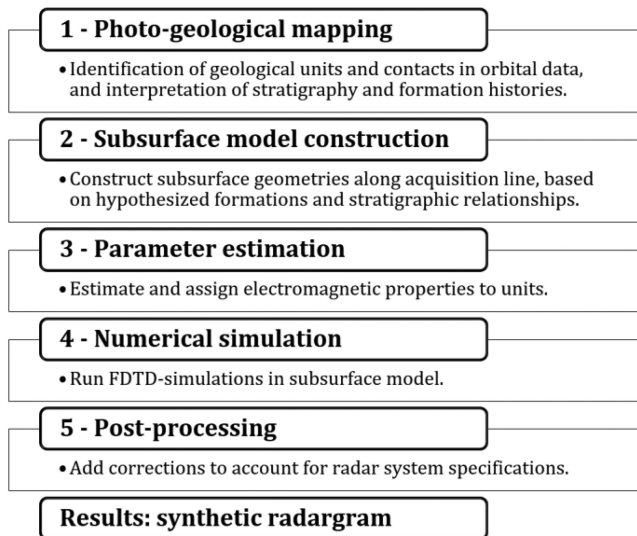 1 - Photo-geological mapping
• Identification of geological units and contacts in orbital data,
and interpretation of stratigraphy and formation histories.
2 - Subsurface model construction
• Construct subsurface geometries along acquisition line, based
on hypothesized formations and stratigraphic relationships.
3 - Parameter estimation
• Estimate and assign electromagnetic properties to units.
4 - Numerical simulation
• Run FDTD-simulations in subsurface model.
5 - Post-processing
• Add corrections to account for radar system specifications.
Results: synthetic radargram